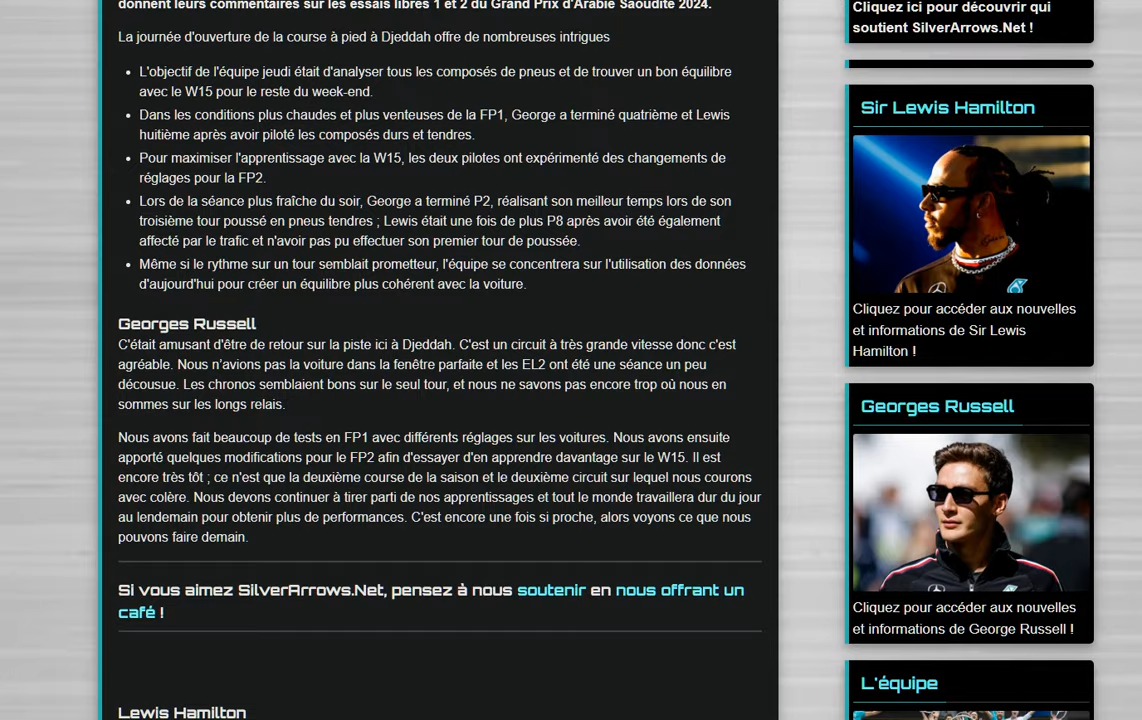 donnent leurs commentaires sur les essais libres 1 et 2 du Grand Prix d'Arabie Saoudite 2024.
La journée d'ouverture de la course à pied à Djeddah offre de nombreuses intrigues
L'objectif de l'équipe jeudi était d'analyser tous les composés de pneus et de trouver un bon équilibre
avec le W15 pour le reste du week-end.
Dans les conditions plus chaudes et plus venteuses de la FP1, George a terminé quatrième et Lewis
huitième après avoir piloté les composés durs et tendres.
Pour maximiser l'apprentissage avec la W15, les deux pilotes ont expérimenté des changements de
réglages pour la FP2.
Lors de la séance plus fraîche du soir, George a terminé P2, réalisant son meilleur temps lors de son
troisième tour poussé en pneus tendres ; Lewis était une fois de plus P8 après avoir été également
affecté par le trafic et n'avoir pas pu effectuer son premier tour de poussée.
Même si le rythme sur un tour semblait prometteur, l'équipe se concentrera sur l'utilisation des données
d'aujourd'hui pour créer un équilibre plus cohérent avec la voiture.
Georges Russell
C'était amusant d'être de retour sur la piste ici à Djeddah. C'est un circuit à très grande vitesse donc c'est
agréable. Nous n'avions pas la voiture dans la fenêtre parfaite et les EL2 ont été une séance un peu
décousue. Les chronos semblaient bons sur le seul tour, et nous ne savons pas encore trop où nous en
sommes sur les longs relais.
Nous avons fait beaucoup de tests en FP1 avec différents réglages sur les voitures. Nous avons ensuite
apporté quelques modifications pour le FP2 afin d'essayer d'en apprendre davantage sur le W15. Il est
encore très tôt ; ce n'est que la deuxième course de la saison et le deuxième circuit sur lequel nous courons
avec colère. Nous devons continuer à tirer parti de nos apprentissages et tout le monde travaillera dur du jour
au lendemain pour obtenir plus de performances. C'est encore une fois si proche, alors voyons ce que nous
pouvons faire demain.
Si vous aimez SilverArrows.Net, pensez à nous soutenir en nous offrant un
café !
Lewis Hamilton
Cliquez ici pour découvrir qui
soutient SilverArrows.Net !
Sir Lewis Hamilton
Cliquez pour accéder aux nouvelles
et informations de Sir Lewis
Hamilton !
Georges Russell
Cliquez pour accéder aux nouvelles
et informations de George Russell !
L'équipe